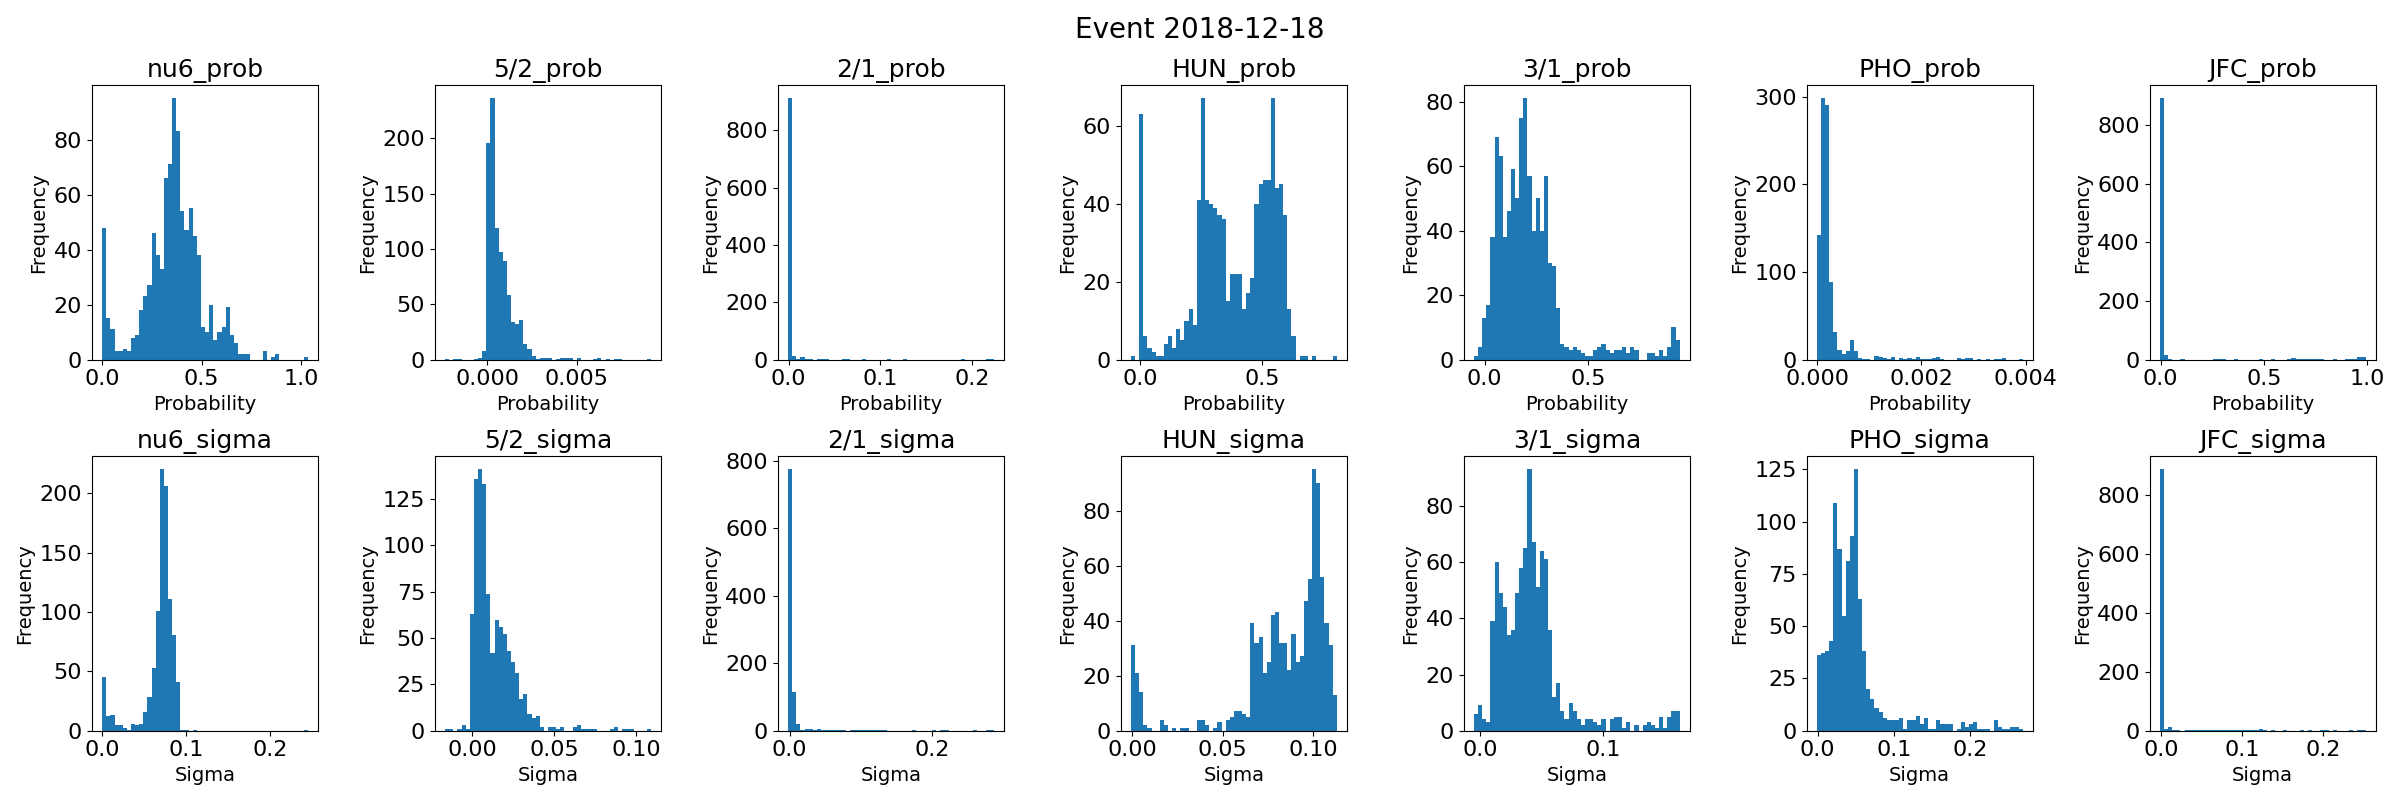 Event 2018-12-18
nu6_prob 5/2_prob 2/1_prob HUN_prob 3/1_prob PHO_prob JFC_prob
Frequency Frequency Frequency Frequency Frequency Frequency Frequency
80 60 40 20 0
200 150 100 50 0
800 600 400 200 0
60 40 20 0
80 60 40 20 0
300 200 100 0
800 600 400 200 0
0.0 0.5 1.0 0.000 0.005 0.0 0.1 0.2 0.0 0.5 0.0 0.5 0.000 0.002 0.004 0.0 0.5 1.0
Probability Probability Probability Probability Probability Probability Probability
nu6_sigma 5/2_sigma 2/1_sigma HUN_sigma 3/1_sigma PHO_sigma JFC_sigma
Frequency Frequency Frequency Frequency Frequency Frequency Frequency
200 150 100 50 0
125 100 75 50 25 0
800 600 400 200 0
80 60 40 20 0
80 60 40 20 0
125 100 75 50 25 0
800 600 400 200 0
0.0 0.1 0.2 0.00 0.05 0.10 0.0 0.2 0.00 0.05 0.10 0.0 0.1 0.0 0.1 0.2 0.0 0.1 0.2
Sigma Sigma Sigma Sigma Sigma Sigma Sigma